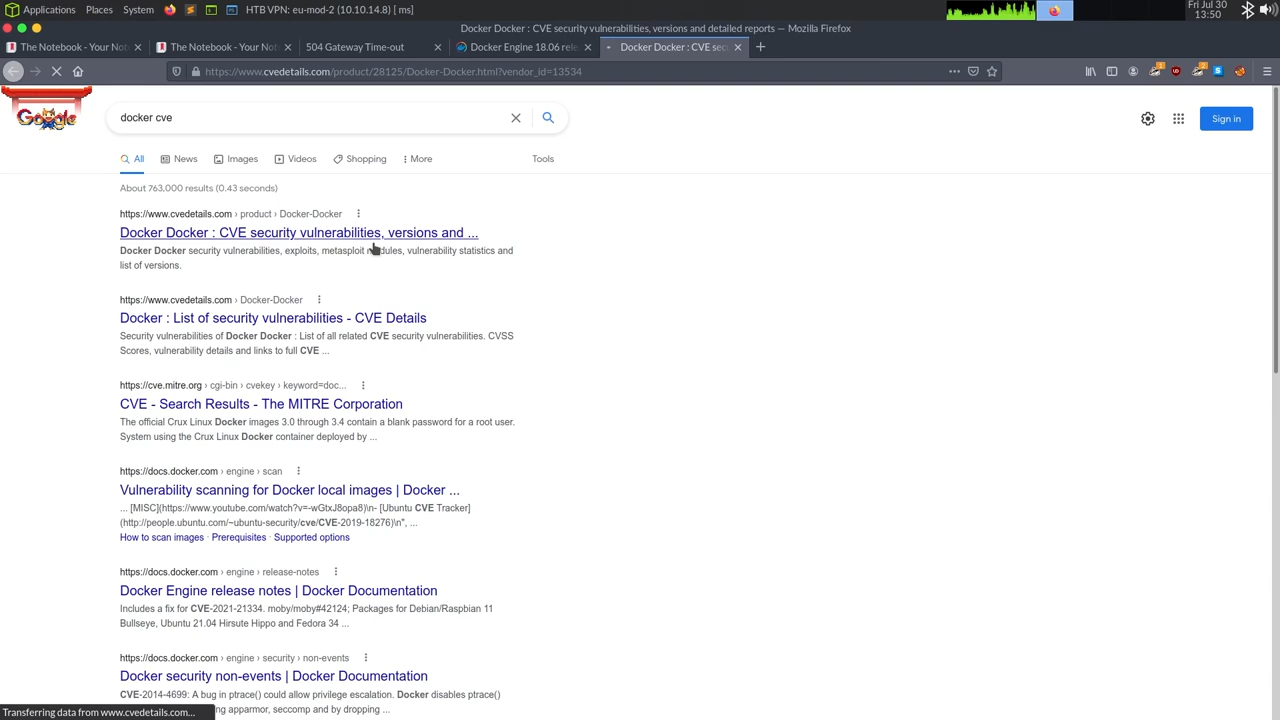 Applications Places System HTB VPN: eu-mod-2 (10.10.14.8) [ms] Fri Jul 30
13:50
Docker Docker : CVE security vulnerabilities, versions and detailed reports — Mozilla Firefox
The Notebook - Your Not The Notebook - Your Not 504 Gateway Time-out Docker Engine 18.06 rele Docker Docker : CVE sec
https://www.cvedetails.com/product/28125/Docker-Docker.html?vendor_id=13534
Google
docker cve
Sign in
All News Images Videos Shopping More Tools
About 763,000 results (0.43 seconds)
https://www.cvedetails.com › product › Docker-Docker
Docker Docker : CVE security vulnerabilities, versions and ...
Docker Docker security vulnerabilities, exploits, metasploit modules, vulnerability statistics and
list of versions.
https://www.cvedetails.com › Docker-Docker
Docker : List of security vulnerabilities - CVE Details
Security vulnerabilities of Docker Docker : List of all related CVE security vulnerabilities. CVSS
Scores, vulnerability details and links to full CVE ...
https://cve.mitre.org › cgi-bin › cvekey › keyword=doc...
CVE - Search Results - The MITRE Corporation
The official Crux Linux Docker images 3.0 through 3.4 contain a blank password for a root user.
System using the Crux Linux Docker container deployed by ...
https://docs.docker.com › engine › scan
Vulnerability scanning for Docker local images | Docker ...
... [MISC](https://www.youtube.com/watch?v=-wGtxJ8opa8)\n- [Ubuntu CVE Tracker]
(http://people.ubuntu.com/~ubuntu-security/cve/CVE-2019-18276)\n", ...
How to scan images · Prerequisites · Supported options
https://docs.docker.com › engine › release-notes
Docker Engine release notes | Docker Documentation
Includes a fix for CVE-2021-21334. moby/moby#42124; Packages for Debian/Raspbian 11
Bullseye, Ubuntu 21.04 Hirsute Hippo and Fedora 34 ...
https://docs.docker.com › engine › security › non-events
Docker security non-events | Docker Documentation
CVE-2014-4699: A bug in ptrace() could allow privilege escalation. Docker disables ptrace()
ng apparmor, seccomp and by dropping ...
Transferring data from www.cvedetails.com...